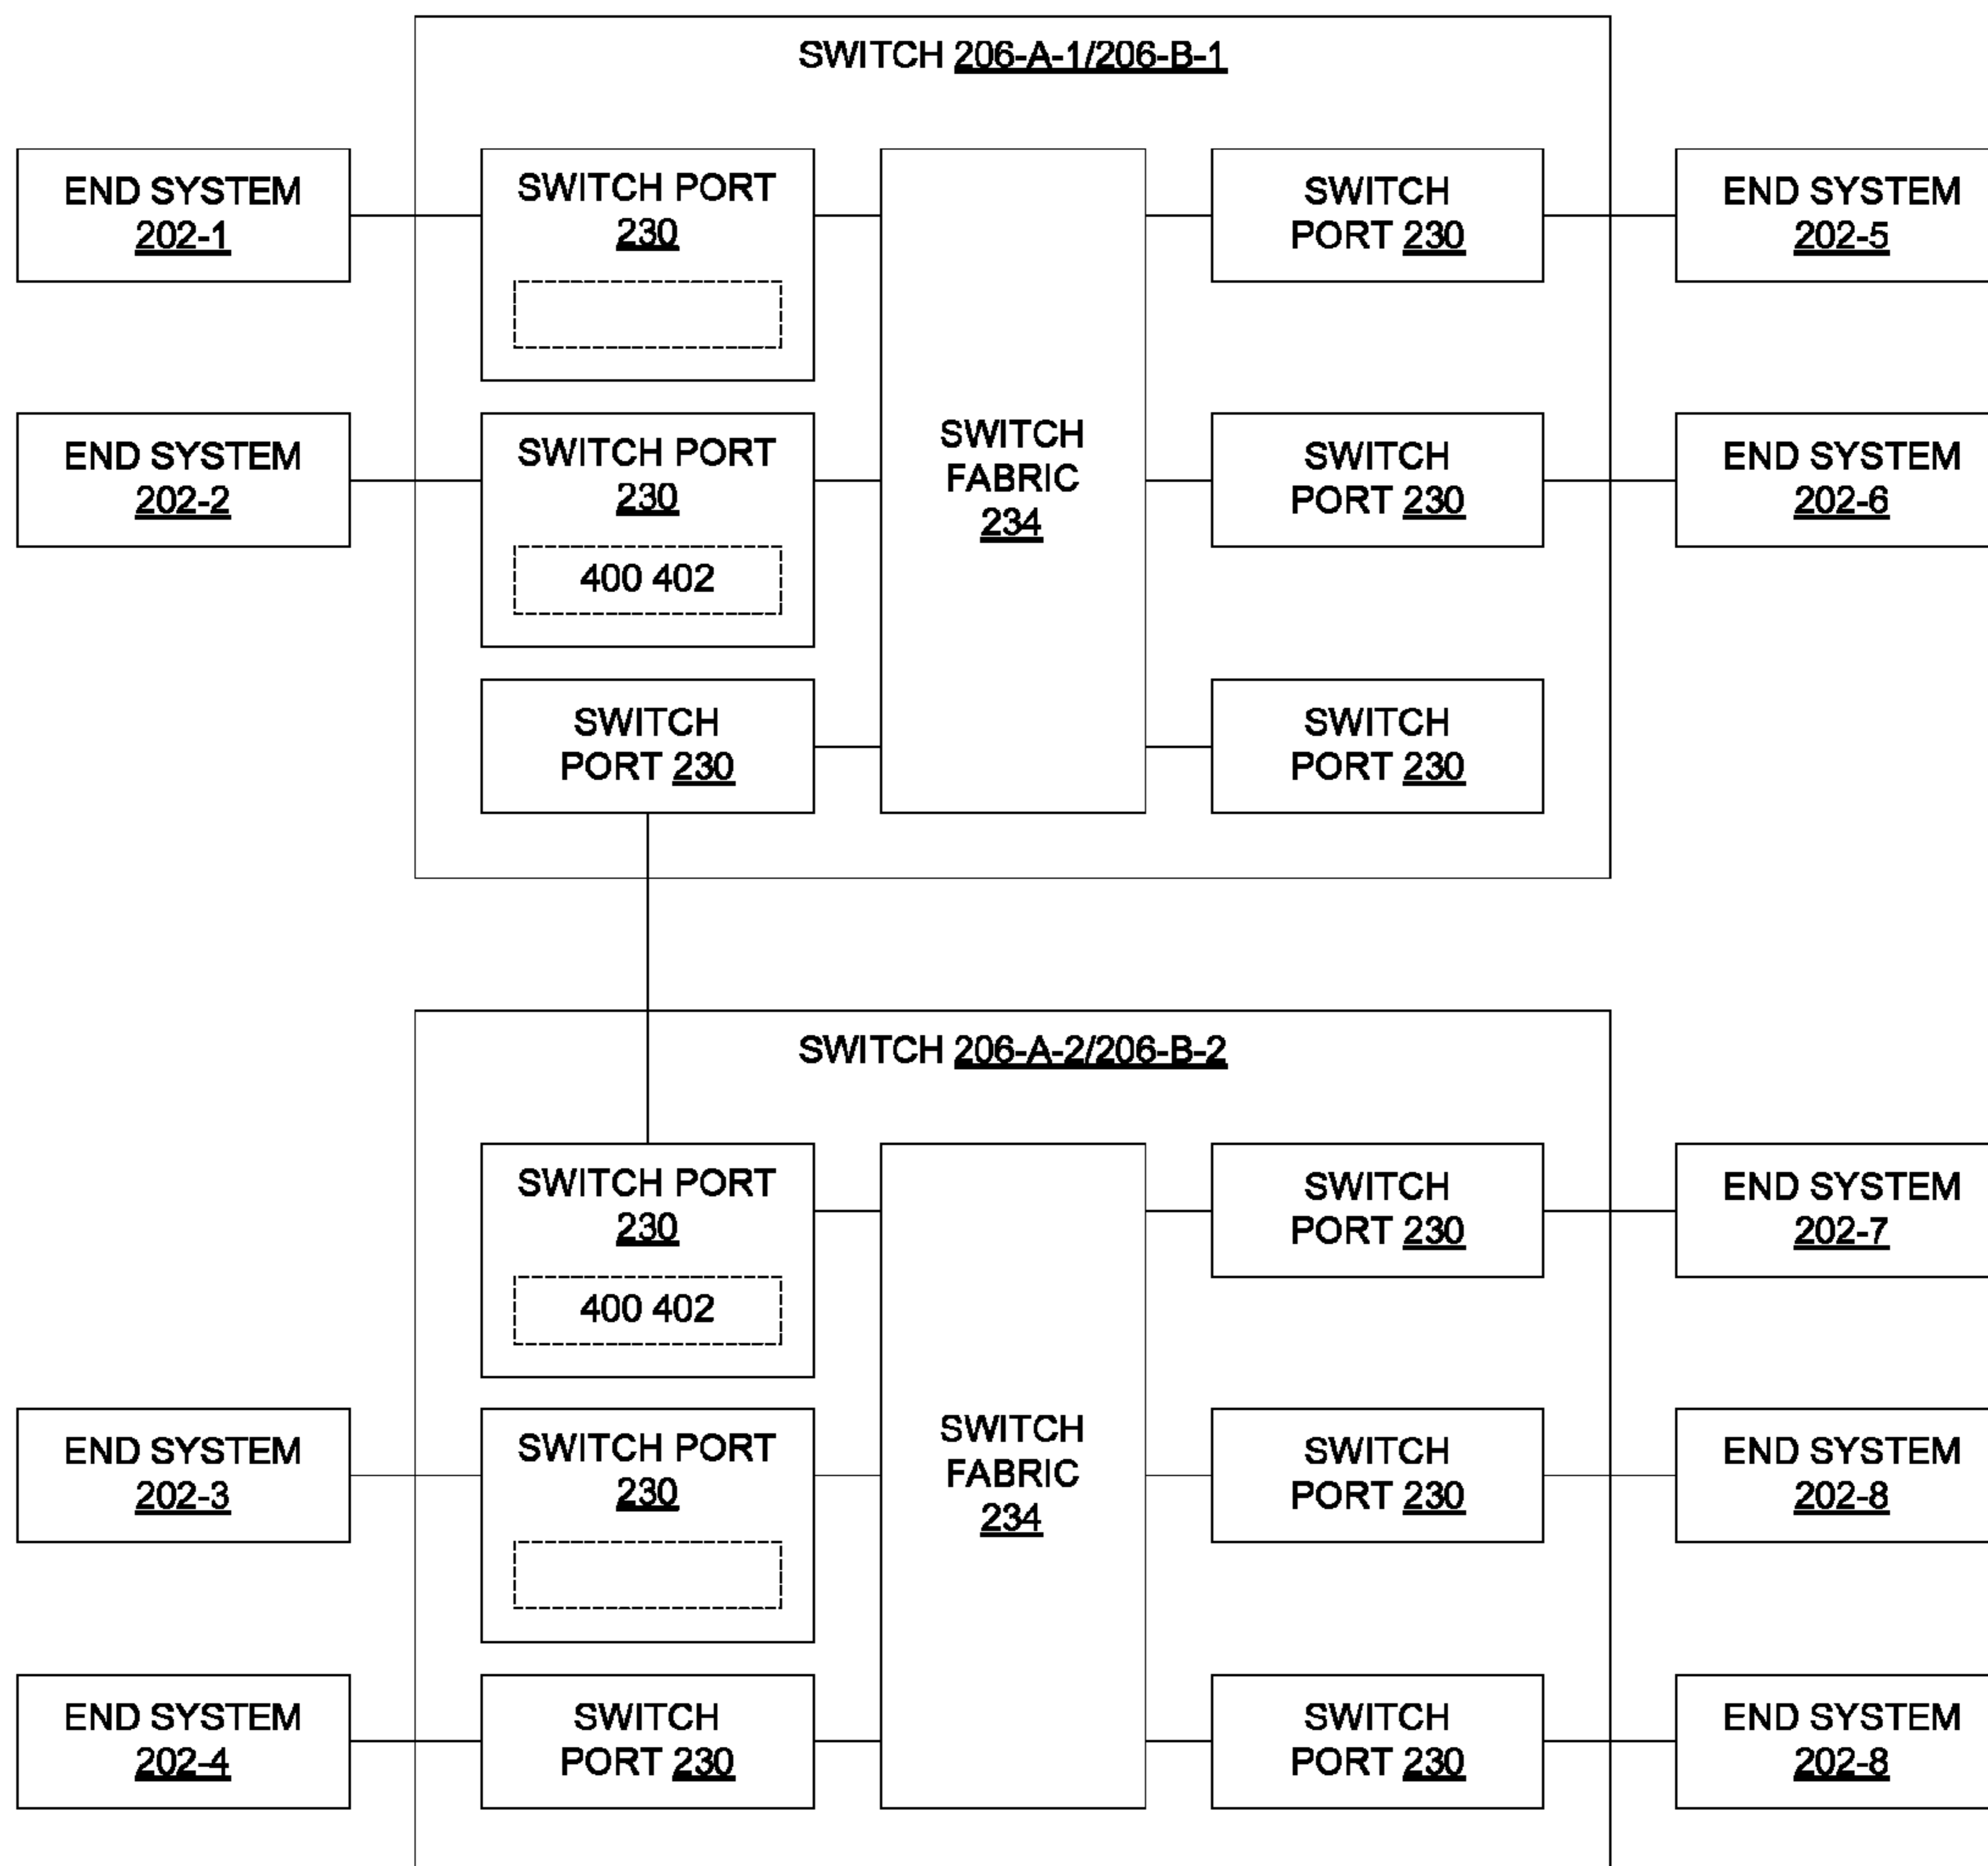 SWITCH 206-A-1/206-B-1
END SYSTEM
202-1
SWITCH PORT
230
SWITCH
PORT 230
END SYSTEM
202-5
END SYSTEM
202-2
SWITCH PORT
230
400 402
SWITCH
FABRIC
234
SWITCH
PORT 230
END SYSTEM
202-6
SWITCH
PORT 230
SWITCH
PORT 230
SWITCH 206-A-2/206-B-2
SWITCH PORT
230
400 402
SWITCH
PORT 230
END SYSTEM
202-7
END SYSTEM
202-3
SWITCH PORT
230
SWITCH
FABRIC
234
SWITCH
PORT 230
END SYSTEM
202-8
END SYSTEM
202-4
SWITCH
PORT 230
SWITCH
PORT 230
END SYSTEM
202-8